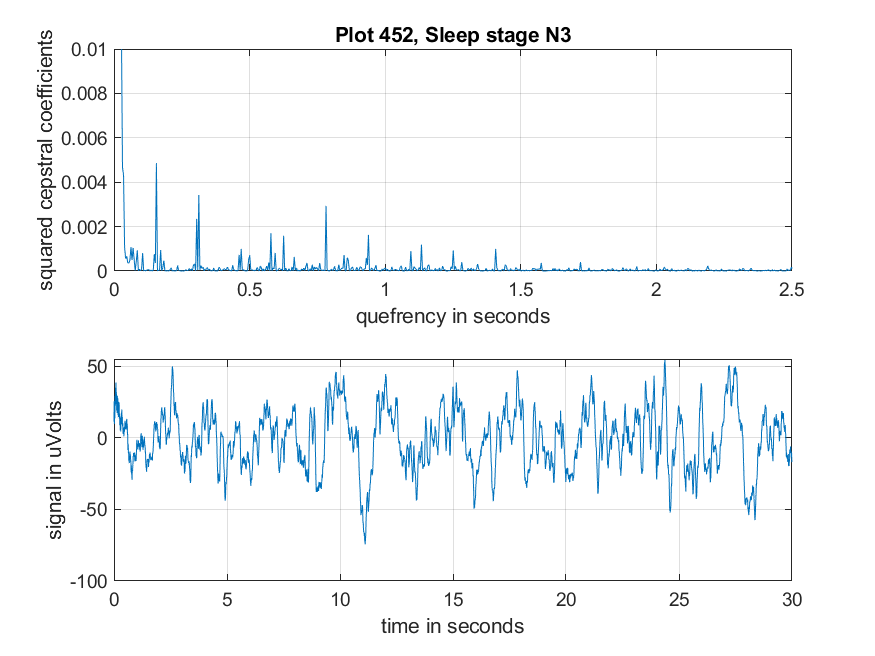 Plot 452, Sleep stage N3
squared cepstral coefficients
0.01
0.008
0.006
0.004
0.002
0
0 0.5 1 1.5 2 2.5
quefrency in seconds
signal in uVolts
50
0
-50
-100
0 5 10 15 20 25 30
time in seconds